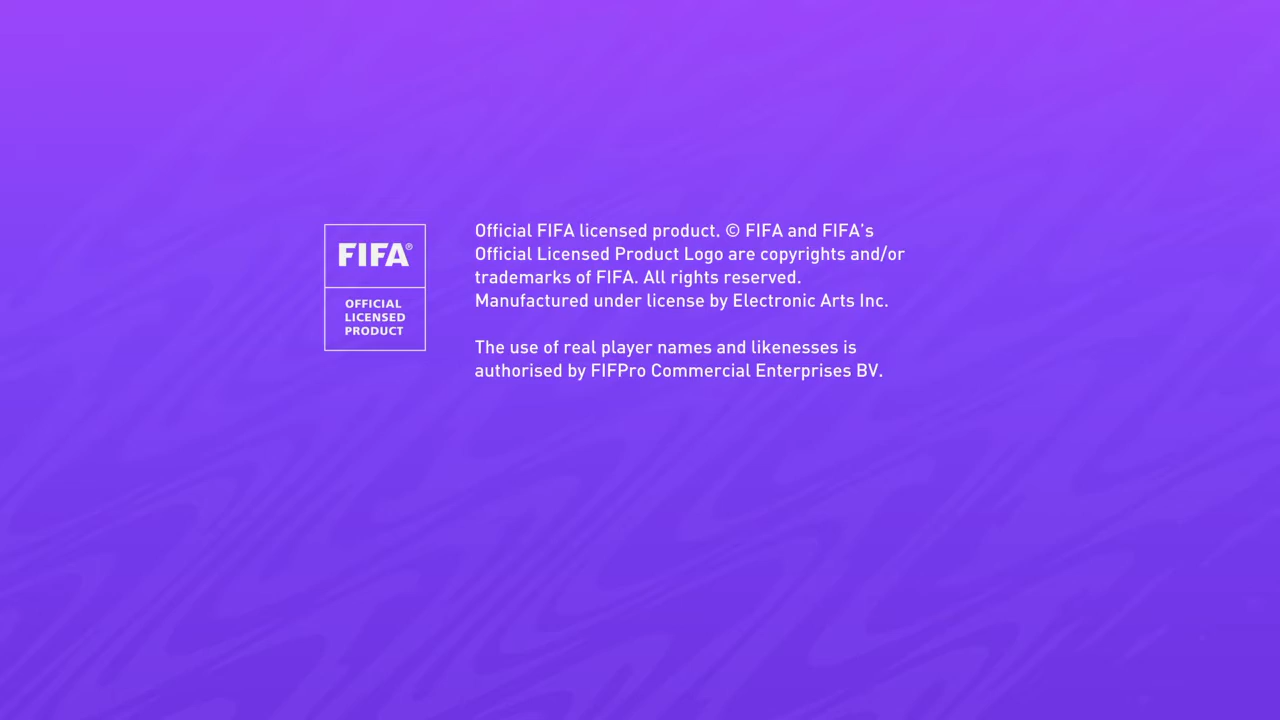 FIFA®
OFFICIAL
LICENSED
PRODUCT
Official FIFA licensed product. © FIFA and FIFA's
Official Licensed Product Logo are copyrights and/or
trademarks of FIFA. All rights reserved.
Manufactured under license by Electronic Arts Inc.
The use of real player names and likenesses is
authorised by FIFPro Commercial Enterprises BV.